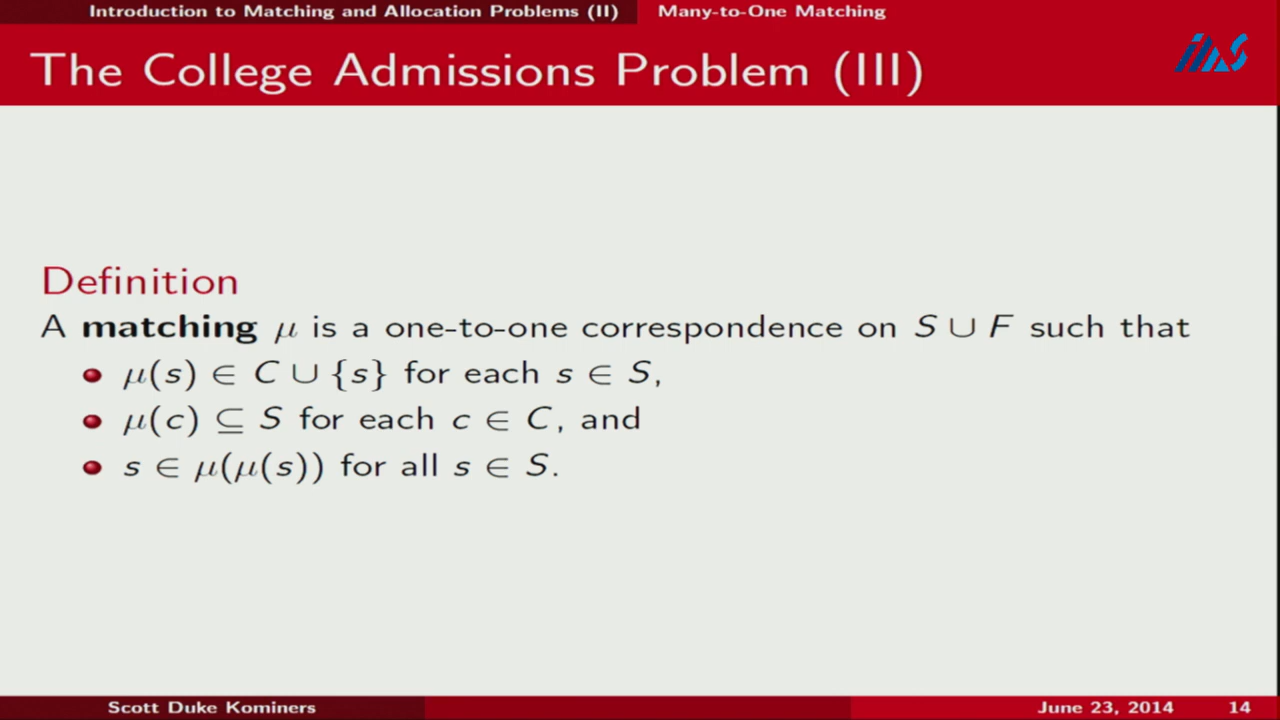 Introduction to Matching and Allocation Problems (II) Many-to-One Matching
The College Admissions Problem (III)
ias
Definition
A matching μ is a one-to-one correspondence on S ∪ F such that
μ(s) ∈ C ∪ {s} for each s ∈ S,
μ(c) ⊆ S for each c ∈ C, and
s ∈ μ(μ(s)) for all s ∈ S.
Scott Duke Kominers June 23, 2014 14